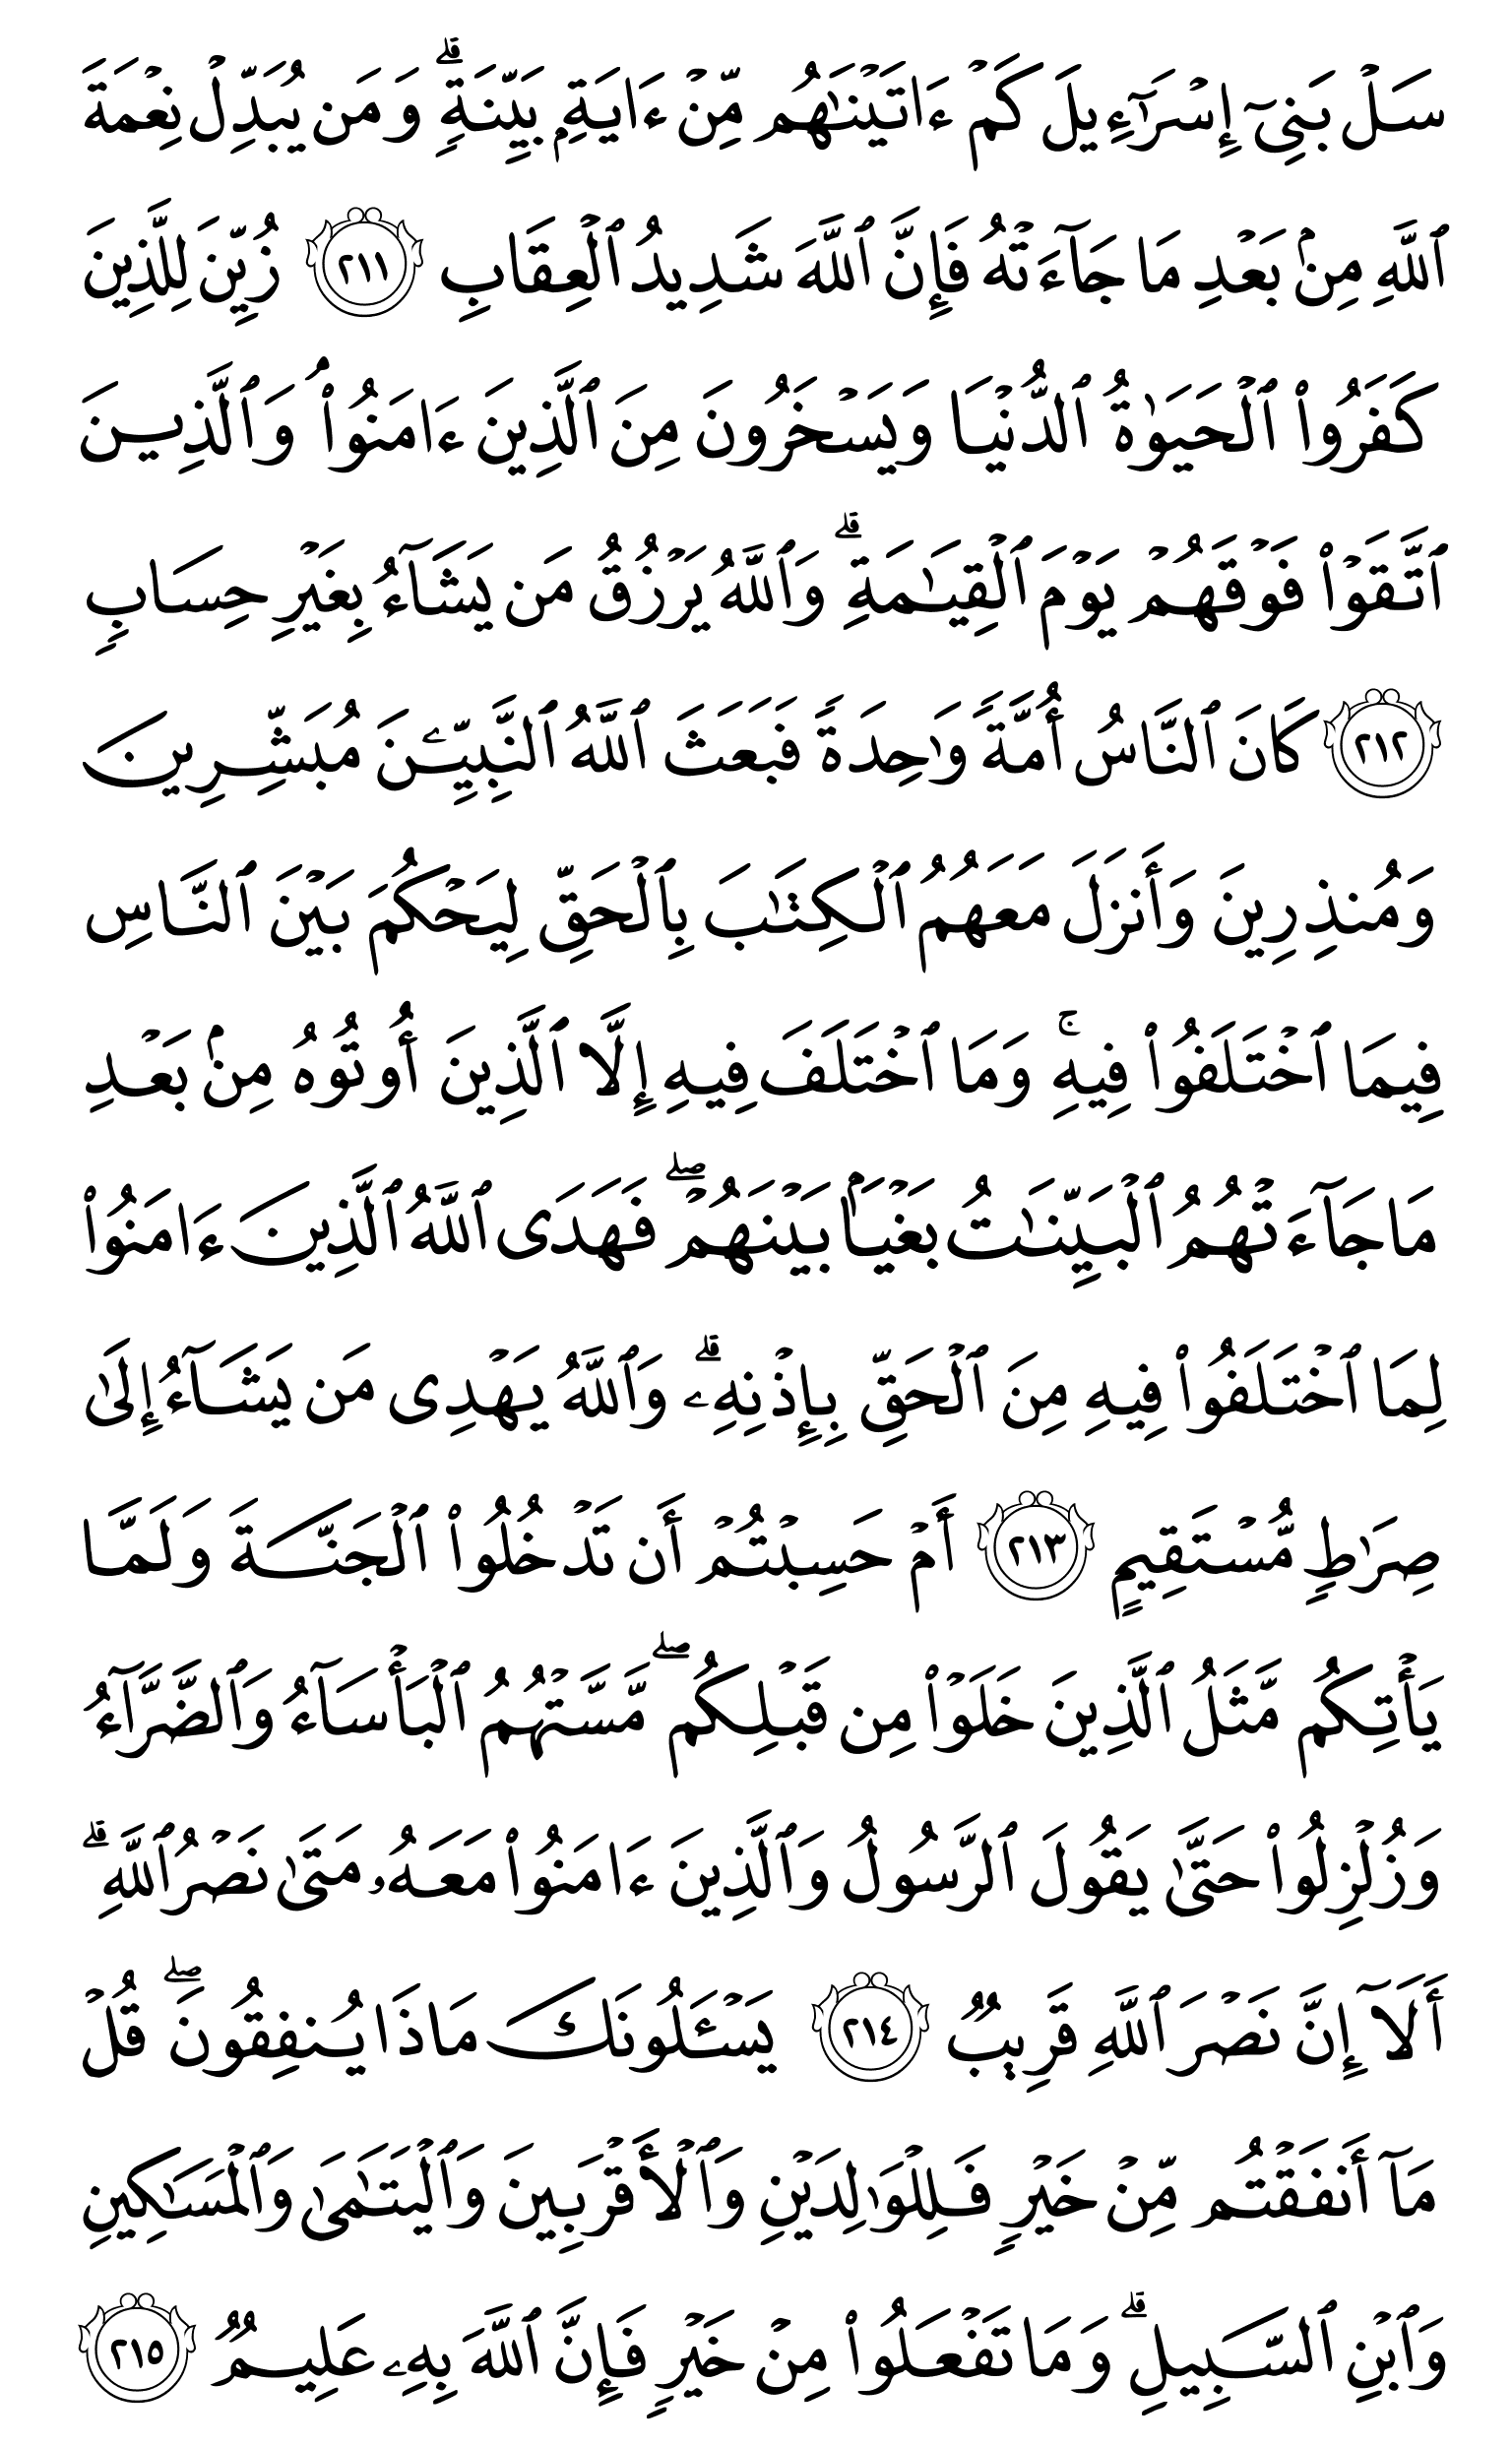 سَلۡ بَنِىٓ إِسۡرَٰٓءِيلَ كَمۡ ءَاتَيۡنَٰهُم مِّنۡ ءَايَةِۭ بَيِّنَةٖۗ وَمَن يُبَدِّلۡ نِعۡمَةَ
ٱللَّهِ مِنۢ بَعۡدِ مَا جَآءَتۡهُ فَإِنَّ ٱللَّهَ شَدِيدُ ٱلۡعِقَابِ ٢١١ زُيِّنَ لِلَّذِينَ
كَفَرُواْ ٱلۡحَيَوٰةُ ٱلدُّنۡيَا وَيَسۡخَرُونَ مِنَ ٱلَّذِينَ ءَامَنُواْۘ وَٱلَّذِينَ
ٱتَّقَوۡاْ فَوۡقَهُمۡ يَوۡمَ ٱلۡقِيَٰمَةِۗ وَٱللَّهُ يَرۡزُقُ مَن يَشَآءُ بِغَيۡرِ حِسَابٖ
٢١٢ كَانَ ٱلنَّاسُ أُمَّةٗ وَٰحِدَةٗ فَبَعَثَ ٱللَّهُ ٱلنَّبِيِّـۧنَ مُبَشِّرِينَ
وَمُنذِرِينَ وَأَنزَلَ مَعَهُمُ ٱلۡكِتَٰبَ بِٱلۡحَقِّ لِيَحۡكُمَ بَيۡنَ ٱلنَّاسِ
فِيمَا ٱخۡتَلَفُواْ فِيهِۚ وَمَا ٱخۡتَلَفَ فِيهِ إِلَّا ٱلَّذِينَ أُوتُوهُ مِنۢ بَعۡدِ
مَا جَآءَتۡهُمُ ٱلۡبَيِّنَٰتُ بَغۡيَۢا بَيۡنَهُمۡۖ فَهَدَى ٱللَّهُ ٱلَّذِينَ ءَامَنُواْ
لِمَا ٱخۡتَلَفُواْ فِيهِ مِنَ ٱلۡحَقِّ بِإِذۡنِهِۦۗ وَٱللَّهُ يَهۡدِى مَن يَشَآءُ إِلَىٰ
صِرَٰطٖ مُّسۡتَقِيمٍ ٢١٣ أَمۡ حَسِبۡتُمۡ أَن تَدۡخُلُواْ ٱلۡجَنَّةَ وَلَمَّا
يَأۡتِكُم مَّثَلُ ٱلَّذِينَ خَلَوۡاْ مِن قَبۡلِكُمۖ مَّسَّتۡهُمُ ٱلۡبَأۡسَآءُ وَٱلضَّرَّآءُ
وَزُلۡزِلُواْ حَتَّىٰ يَقُولَ ٱلرَّسُولُ وَٱلَّذِينَ ءَامَنُواْ مَعَهُۥ مَتَىٰ نَصۡرُ ٱللَّهِۗ
أَلَآ إِنَّ نَصۡرَ ٱللَّهِ قَرِيبٞ ٢١٤ يَسۡـَٔلُونَكَ مَاذَا يُنفِقُونَۖ قُلۡ
مَآ أَنفَقۡتُم مِّنۡ خَيۡرٖ فَلِلۡوَٰلِدَيۡنِ وَٱلۡأَقۡرَبِينَ وَٱلۡيَتَٰمَىٰ وَٱلۡمَسَٰكِينِ
وَٱبۡنِ ٱلسَّبِيلِۗ وَمَا تَفۡعَلُواْ مِنۡ خَيۡرٖ فَإِنَّ ٱللَّهَ بِهِۦ عَلِيمٞ ٢١٥